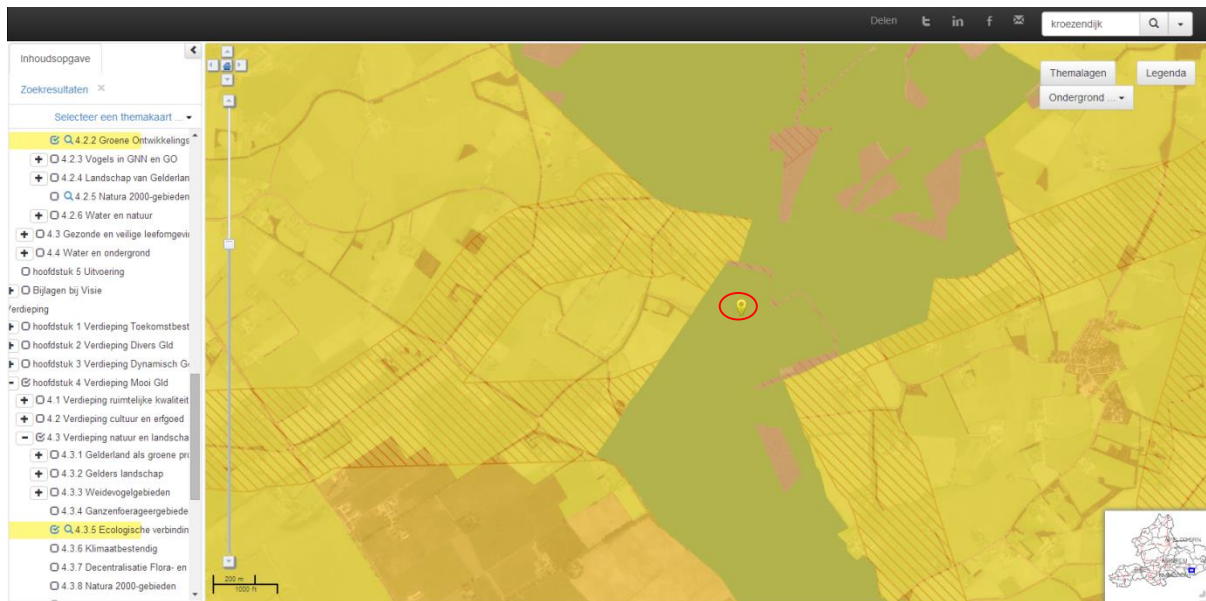 Delen
in
f
kroezendijk
Inhoudsopgave
Zoekresultaten
Selecteer een themakaart ...
4.2.2 Groene Ontwikkelings
4.2.3 Vogels in GNN en GO
4.2.4 Landschap van Gelderlan
4.2.5 Natura 2000-gebieden
4.2.6 Water en natuur
4.3 Gezonde en veilige leefomgevi
4.4 Water en ondergrond
hoofdstuk 5 Uitvoering
Bijlagen bij Visie
Verdieping
hoofdstuk 1 Verdieping Toekomstbest
hoofdstuk 2 Verdieping Divers Gld
hoofdstuk 3 Verdieping Dynamisch G
hoofdstuk 4 Verdieping Mooi Gld
4.1 Verdieping ruimtelijke kwaliteit
4.2 Verdieping cultuur en erfgoed
4.3 Verdieping natuur en landscha
4.3.1 Gelderland als groene pro
4.3.2 Gelders landschap
4.3.3 Weidevogelgebieden
4.3.4 Ganzenfoerageergebiede
4.3.5 Ecologische verbindin
4.3.6 Klimaatbestendig
4.3.7 Decentralisatie Flora- en
4.3.8 Natura 2000-gebieden
Themalagen
Legenda
Ondergrond ...
200 m
1000 ft